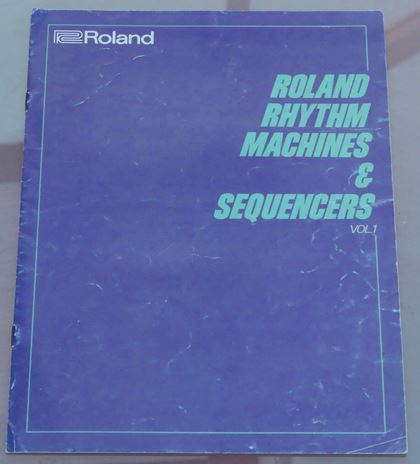 Roland
ROLAND
RHYTHM
MACHINES
&
SEQUENCERS
VOL.1